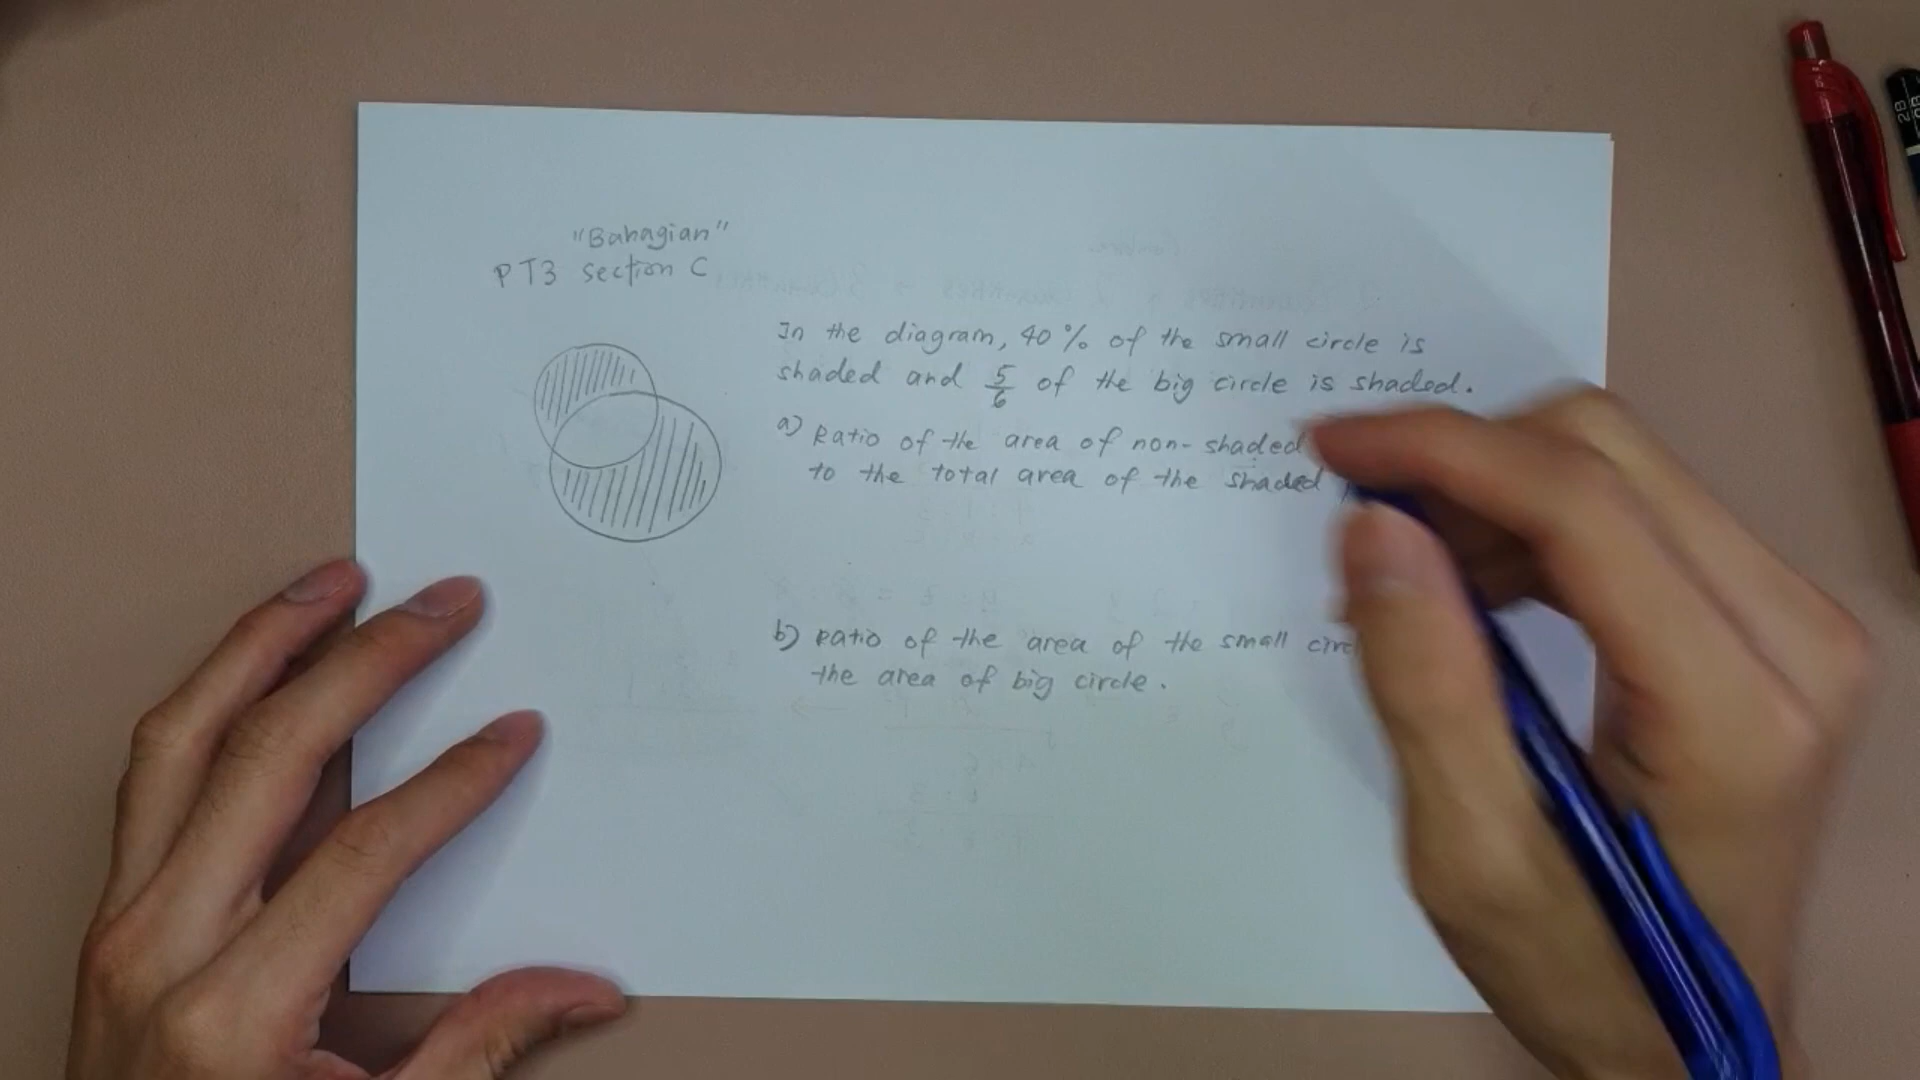 "Bahagian"
PT3 section C
In the diagram, 40% of the small circle is
shaded and 5/6 of the big circle is shaded.
a) Ratio of the area of non-shaded
to the total area of the shaded
b) Ratio of the area of the small
the area of big circle.
2B